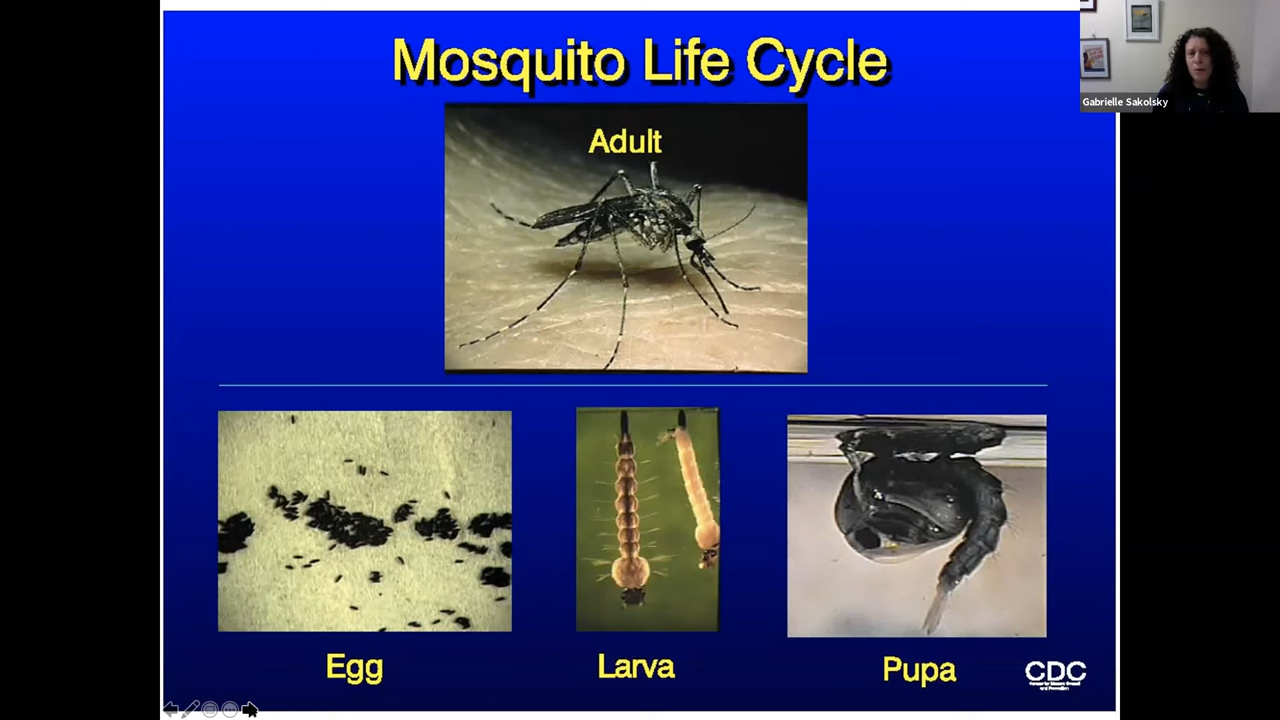 Mosquito Life Cycle
Gabrielle Sakolsky
Adult
Egg
Larva
Pupa
CDC